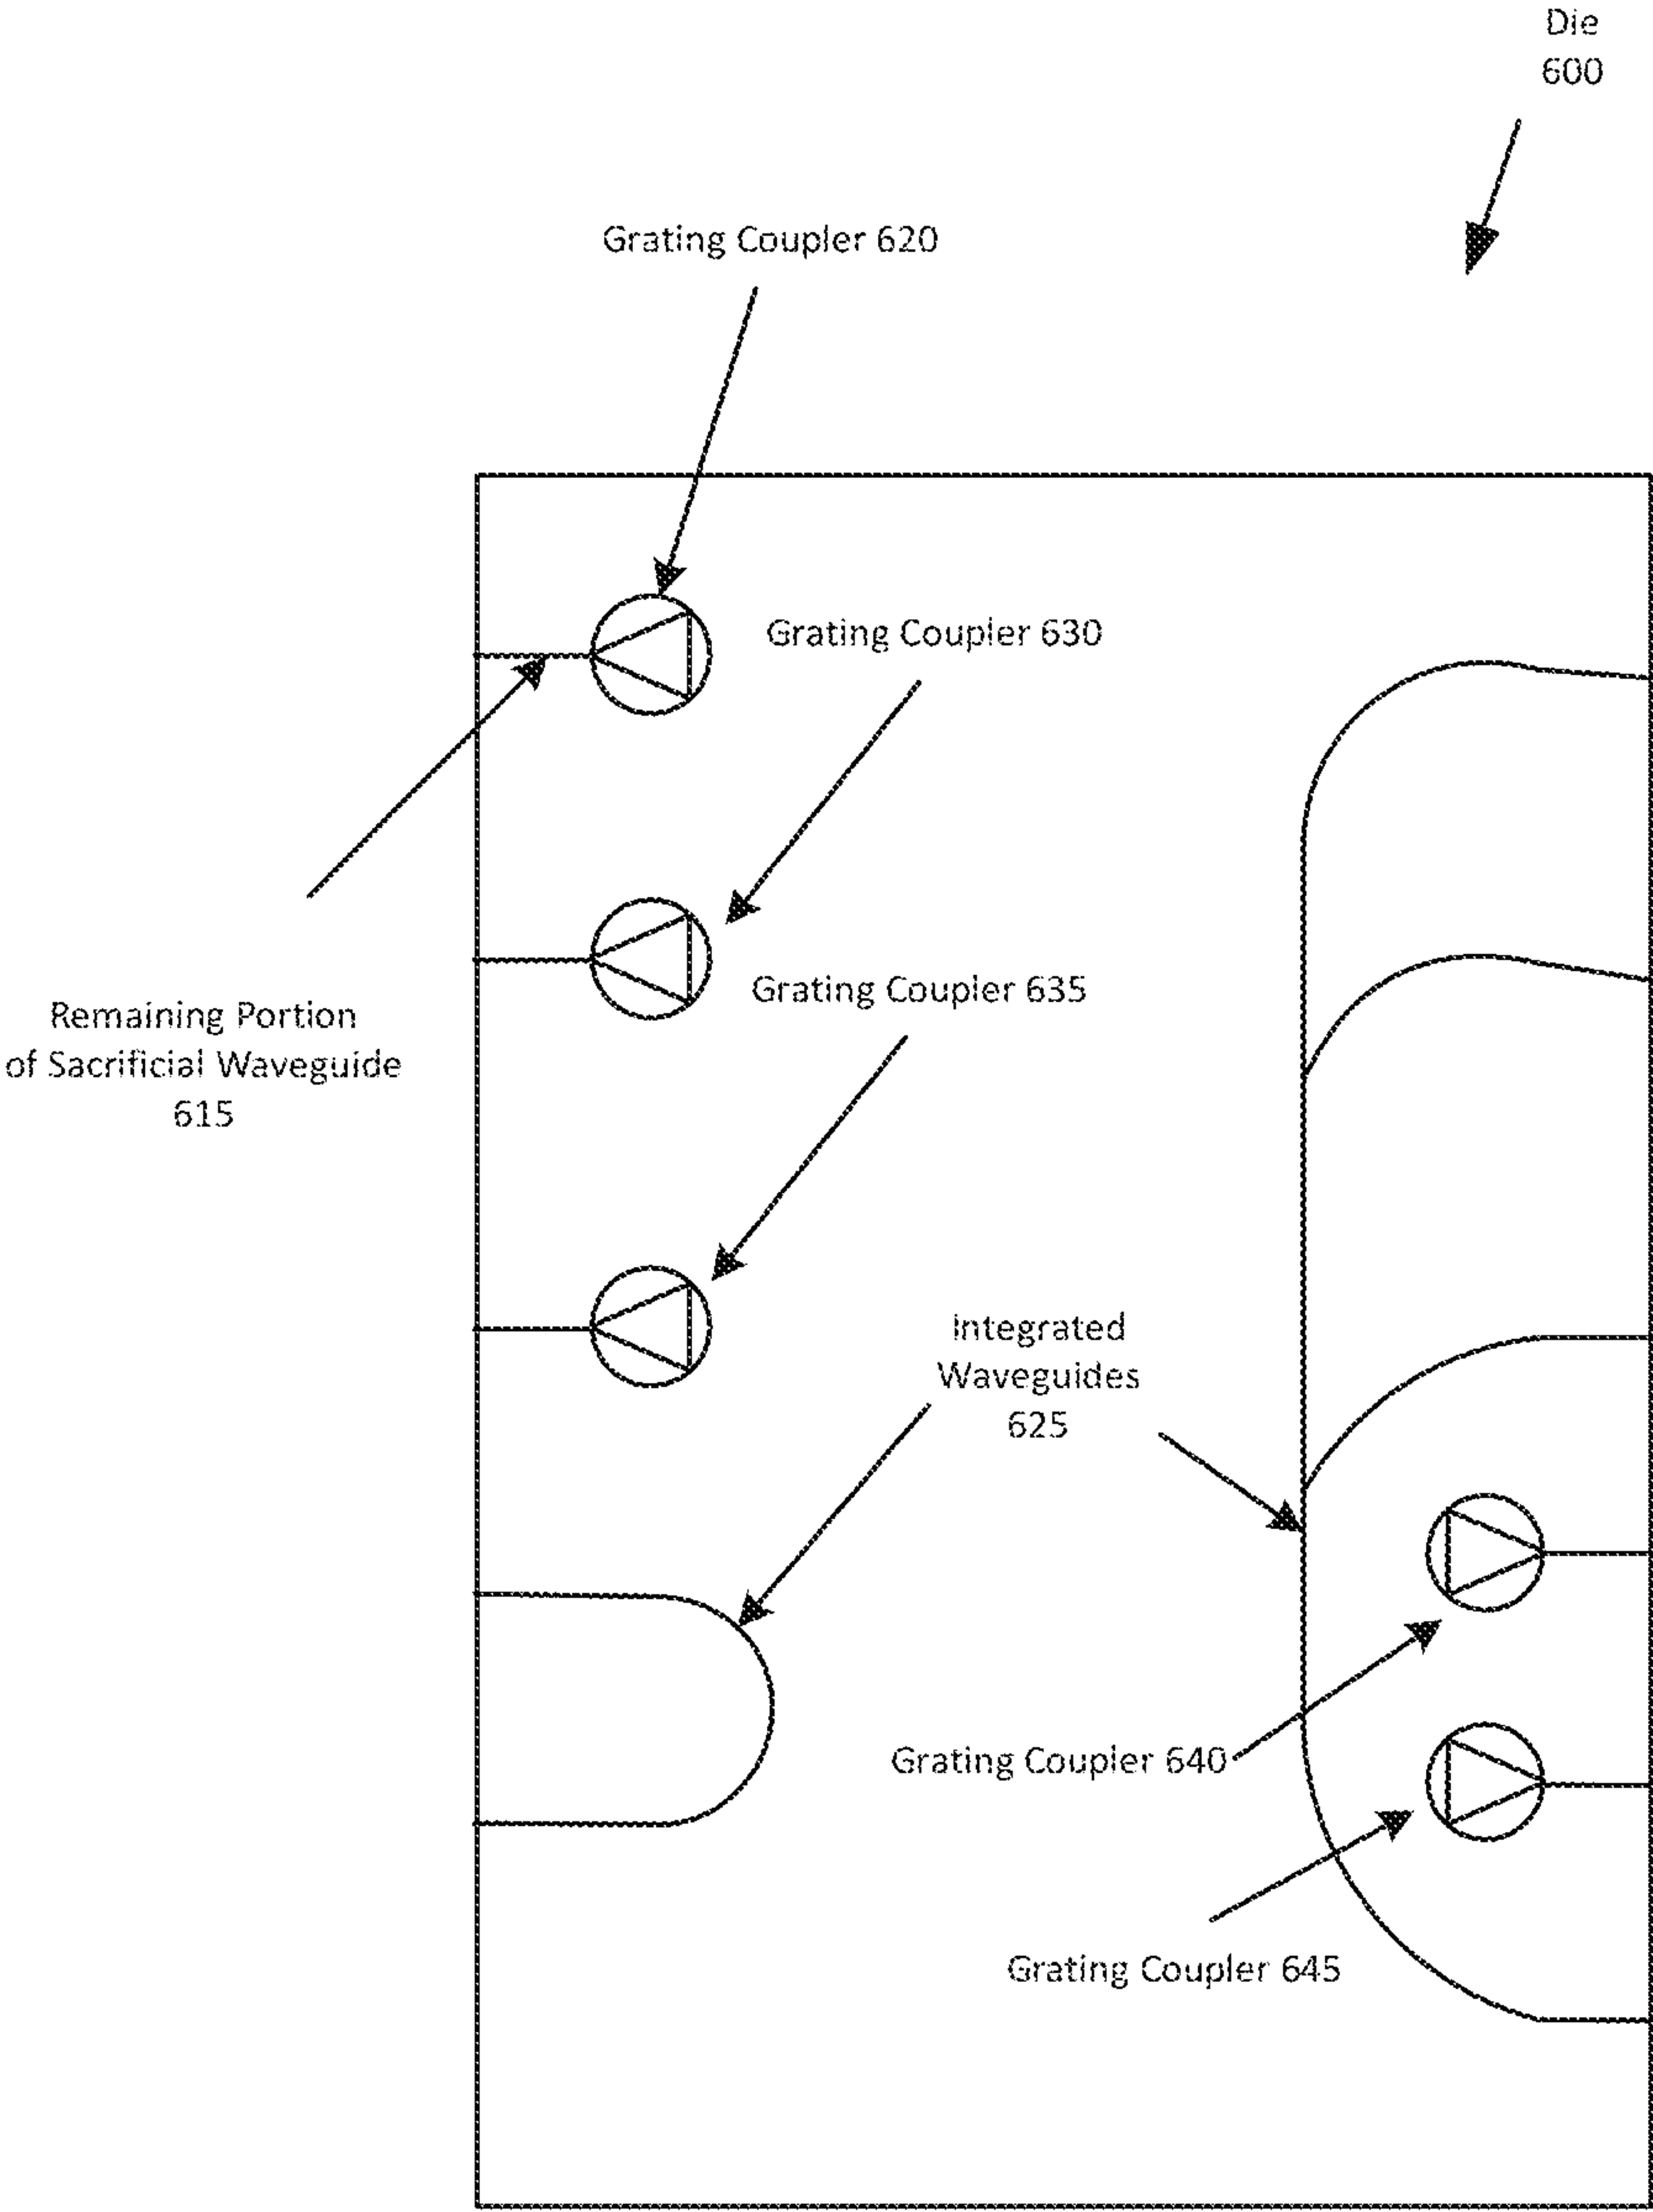 Die
600
Grating Coupler 620
Grating Coupler 630
Grating Coupler 635
Remaining Portion
of Sacrificial Waveguide
615
Integrated
Waveguides
625
Grating Coupler 640
Grating Coupler 645